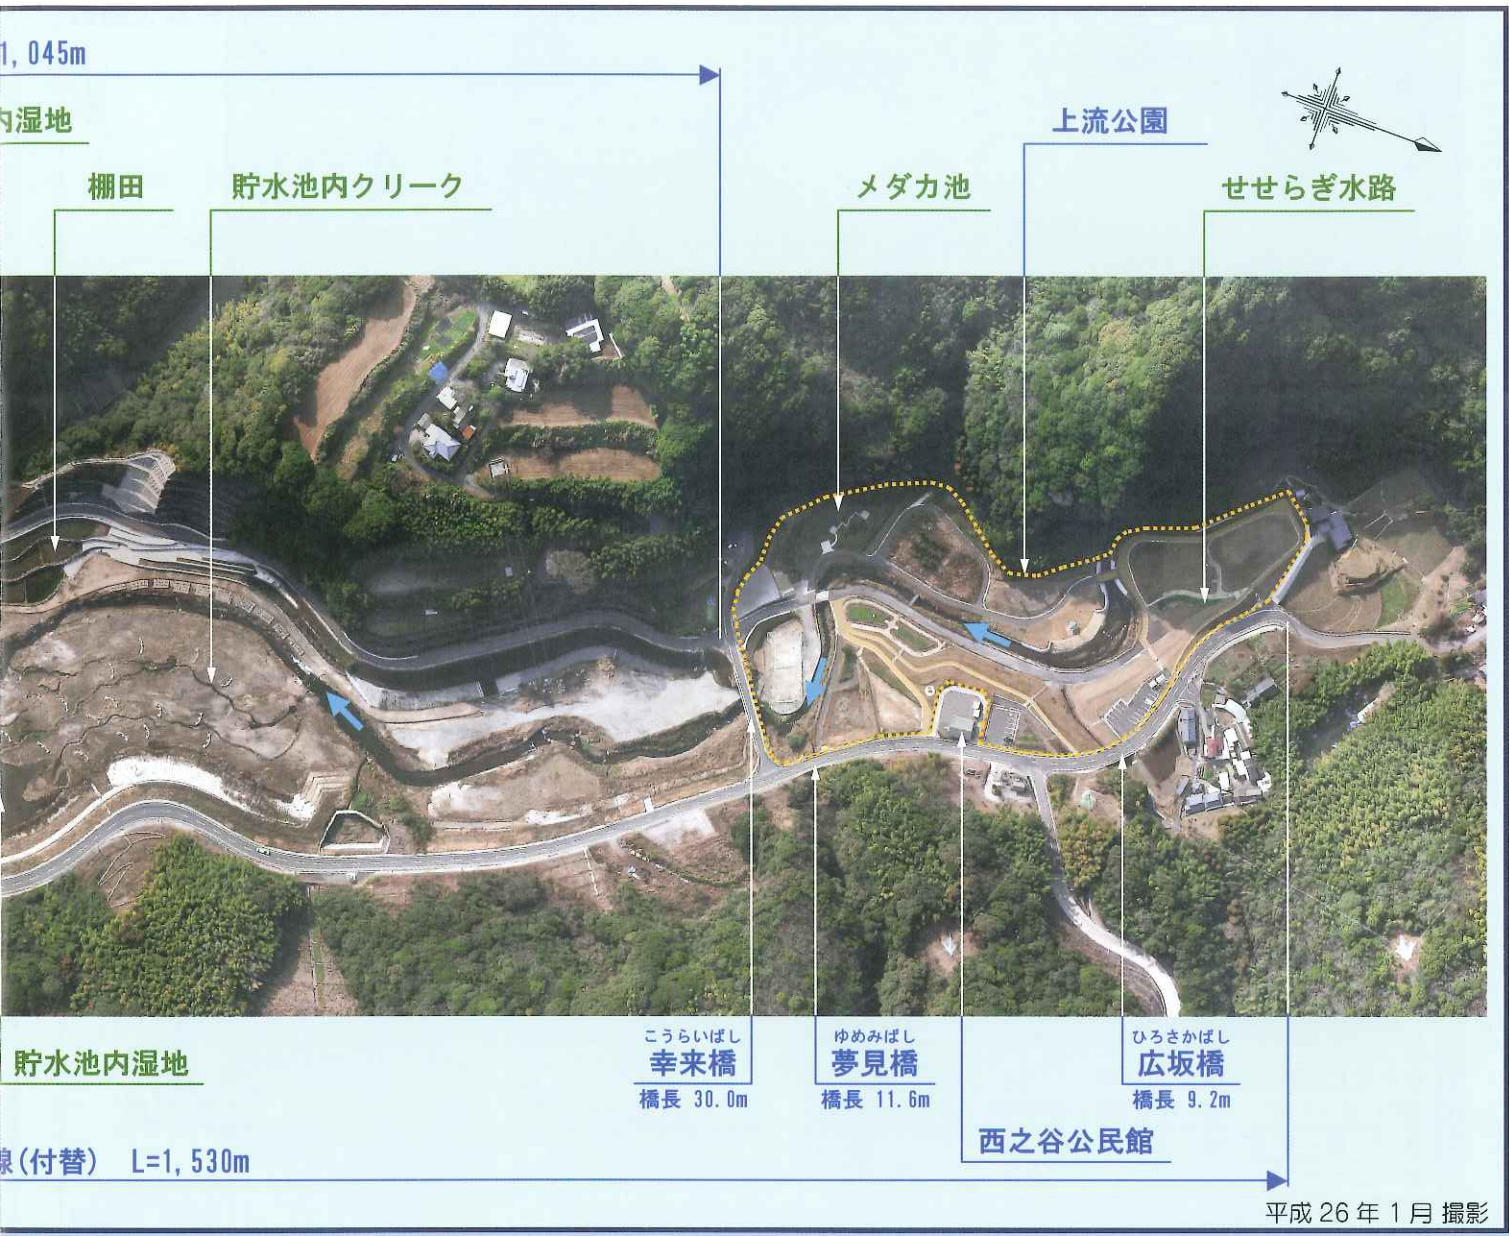 1,045m
内湿地
上流公園
棚田
貯水池内クリーク
メダカ池
せせらぎ水路
こうらいばし
幸来橋
橋長 30.0m
ゆめみばし
夢見橋
橋長 11.6m
ひろさかばし
広坂橋
橋長 9.2m
貯水池内湿地
西之谷公民館
線(付替) L=1,530m
平成26年1月撮影